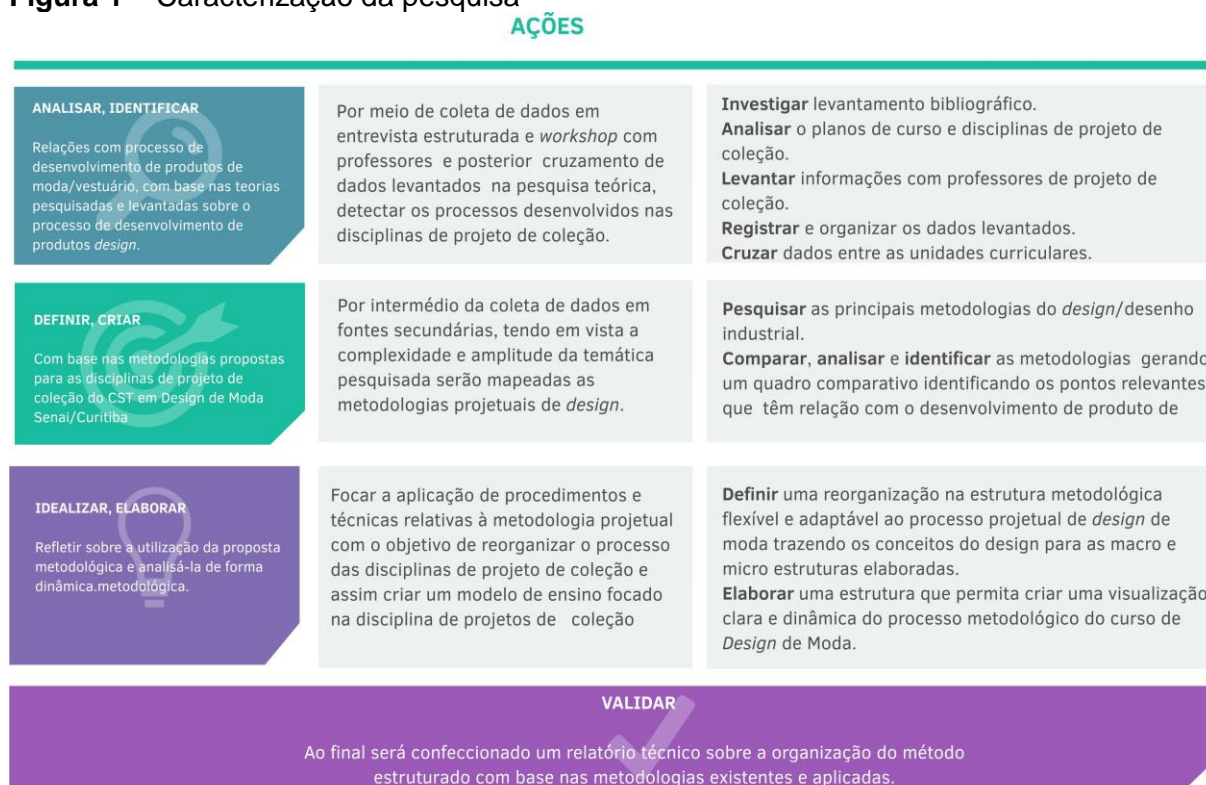 Figura 1 – Caracterização da pesquisa
AÇÕES
ANALISAR, IDENTIFICAR
Relações com processo de
desenvolvimento de produtos de
moda/vestuário, com base nas teorias
pesquisadas e levantadas sobre o
processo de desenvolvimento de
produtos design.
Por meio de coleta de dados em
entrevista estruturada e workshop com
professores e posterior cruzamento de
dados levantados na pesquisa teórica,
detectar os processos desenvolvidos nas
disciplinas de projeto de coleção.
Investigar levantamento bibliográfico.
Analisar o planos de curso e disciplinas de projeto de
coleção.
Levantar informações com professores de projeto de
coleção.
Registrar e organizar os dados levantados.
Cruzar dados entre as unidades curriculares.
DEFINIR, CRIAR
Com base nas metodologias propostas
para as disciplinas de projeto de
coleção do CST em Design de Moda
Senai/Curitiba
Por intermédio da coleta de dados em
fontes secundárias, tendo em vista a
complexidade e amplitude da temática
pesquisada serão mapeadas as
metodologias projetuais de design.
Pesquisar as principais metodologias do design/desenho
industrial.
Comparar, analisar e identificar as metodologias gerando
um quadro comparativo identificando os pontos relevantes
que têm relação com o desenvolvimento de produto de
IDEALIZAR, ELABORAR
Refletir sobre a utilização da proposta
metodológica e analisá-la de forma
dinâmica.metodológica.
Focar a aplicação de procedimentos e
técnicas relativas à metodologia projetual
com o objetivo de reorganizar o processo
das disciplinas de projeto de coleção e
assim criar um modelo de ensino focado
na disciplina de projetos de coleção
Definir uma reorganização na estrutura metodológica
flexível e adaptável ao processo projetual de design de
moda trazendo os conceitos do design para as macro e
micro estruturas elaboradas.
Elaborar uma estrutura que permita criar uma visualização
clara e dinâmica do processo metodológico do curso de
Design de Moda.
VALIDAR
Ao final será confeccionado um relatório técnico sobre a organização do método
estruturado com base nas metodologias existentes e aplicadas.